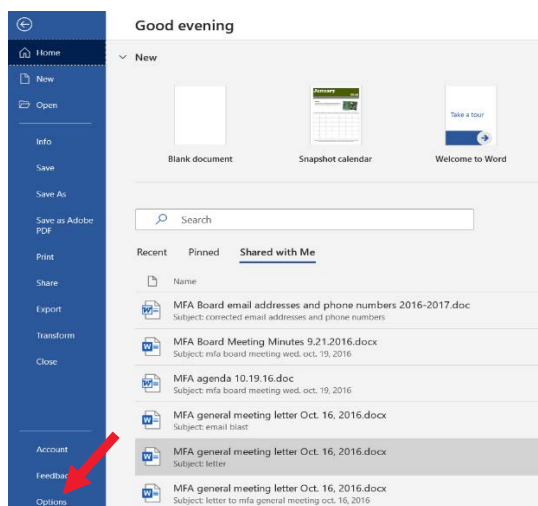 Good evening
Home
New
Open
Info
Save
Save As
Save as Adobe
PDF
Print
Share
Export
Transform
Close
Account
Feedbac
Options
New
January
Take a tour
Blank document
Snapshot calendar
Welcome to Word
Search
Recent
Pinned
Shared with Me
Name
MFA Board email addresses and phone numbers 2016-2017.doc
Subject: corrected email addresses and phone numbers
MFA Board Meeting Minutes 9.21.2016.docx
Subject: mfa board meeting wed. oct. 19, 2016
MFA agenda 10.19.16.doc
Subject: mfa board meeting wed. oct. 19, 2016
MFA general meeting letter Oct. 16, 2016.docx
Subject: email blast
MFA general meeting letter Oct. 16, 2016.docx
Subject: letter
MFA general meeting letter Oct. 16, 2016.docx
Subject: letter to mfa general meeting oct. 16, 2016